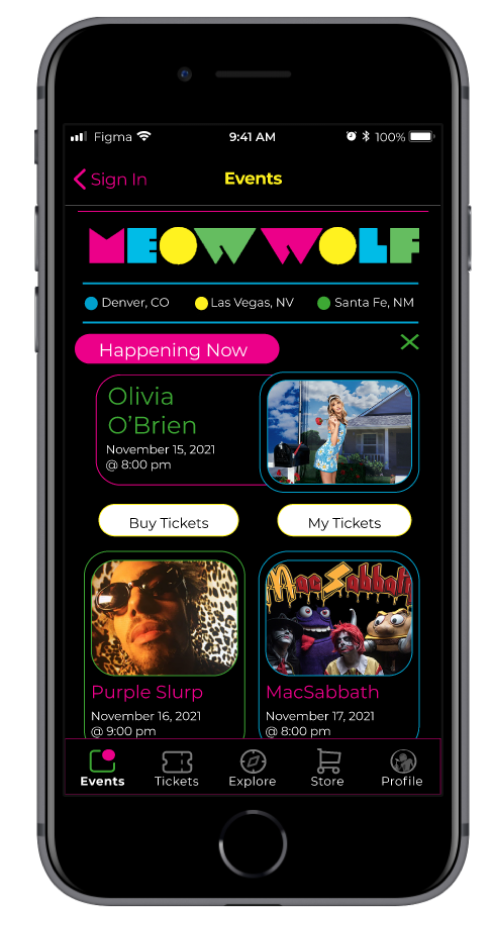 Figma 9:41 AM 100%
Sign In Events
MEOW WOLF
Denver, CO Las Vegas, NV Santa Fe, NM
Happening Now
Olivia
O'Brien
November 15, 2021
@ 8:00 pm
Buy Tickets My Tickets
Mac Sabbath
Purple Slurp MacSabbath
November 16, 2021 November 17, 2021
@ 9:00 pm @ 8:00 pm
Events Tickets Explore Store Profile